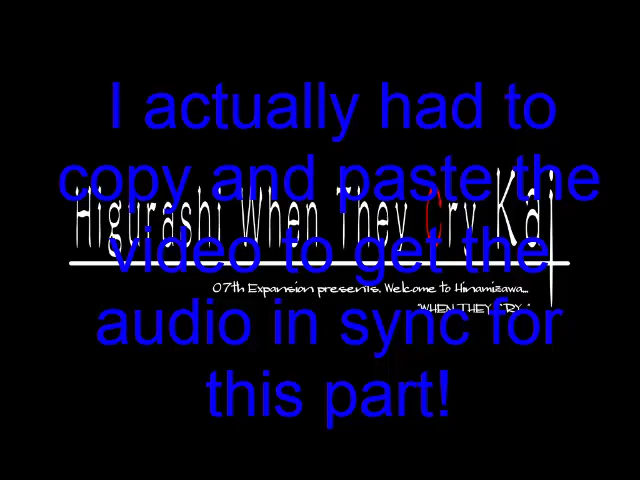 I actually had to
copy and paste the
Higurashi When They Cry Kai
video to get the
07th Expansion presents. Welcome to Hinamizawa...
"WHEN THEY CRY"
audio in sync for
this part!